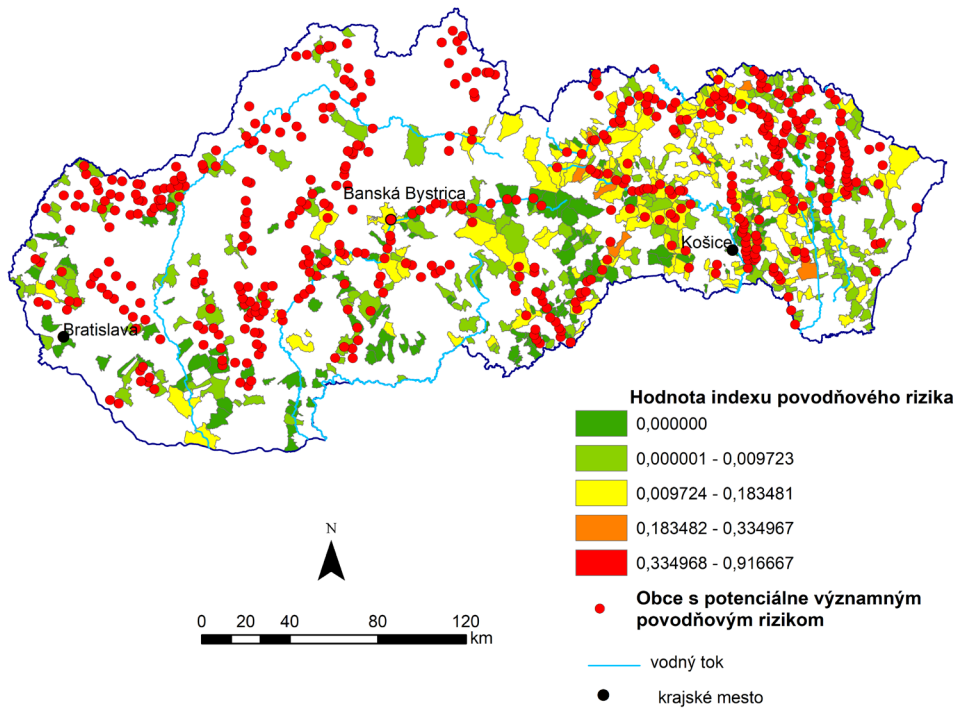 Banská Bystrica
Košice
Bratislava
Hodnota indexu povodňového rizika
0,000000
0,000001 - 0,009723
0,009724 - 0,183481
0,183482 - 0,334967
0,334968 - 0,916667
Obce s potenciálne významným
povodňovým rizikom
vodný tok
krajské mesto
N
0 20 40 80 120
km